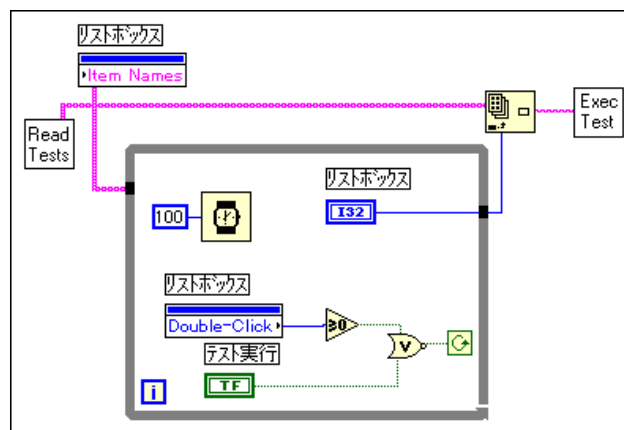 リストボックス
Item Names
Read
Tests
Exec
Test
リストボックス
100
I32
リストボックス
Double-Click
≥0
テスト実行
V
TF
i